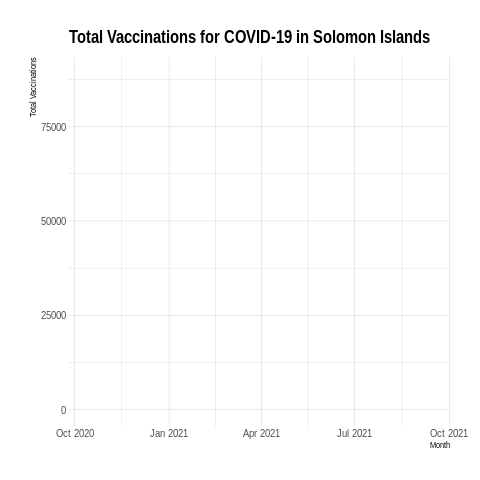 Total Vaccinations for COVID-19 in Solomon Islands
Total Vaccinations
75000
50000
25000
0
Oct 2020 Jan 2021 Apr 2021 Jul 2021 Oct 2021
Month